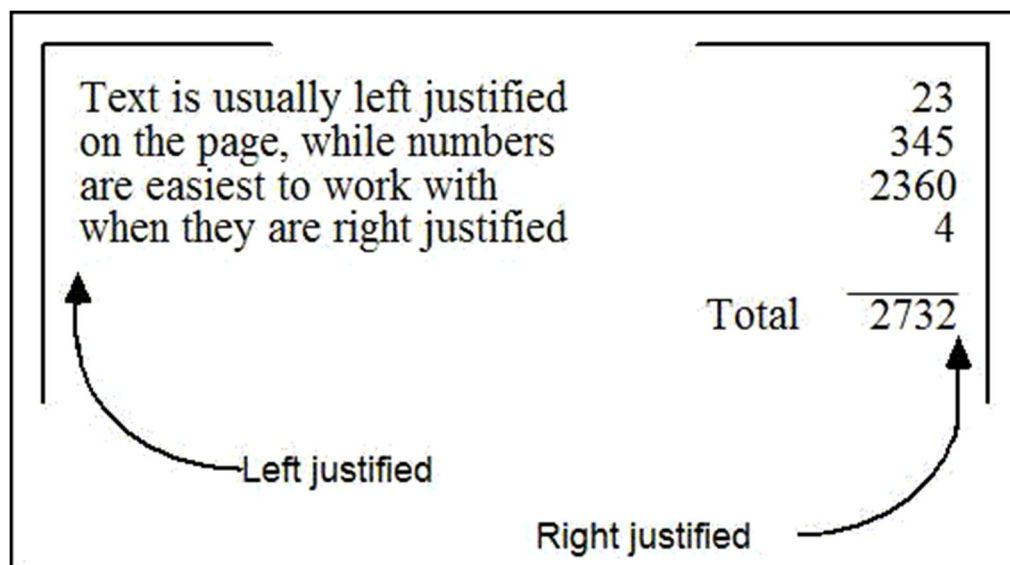 Text is usually left justified
on the page, while numbers
are easiest to work with
when they are right justified
23
345
2360
4
Total 2732
Left justified
Right justified